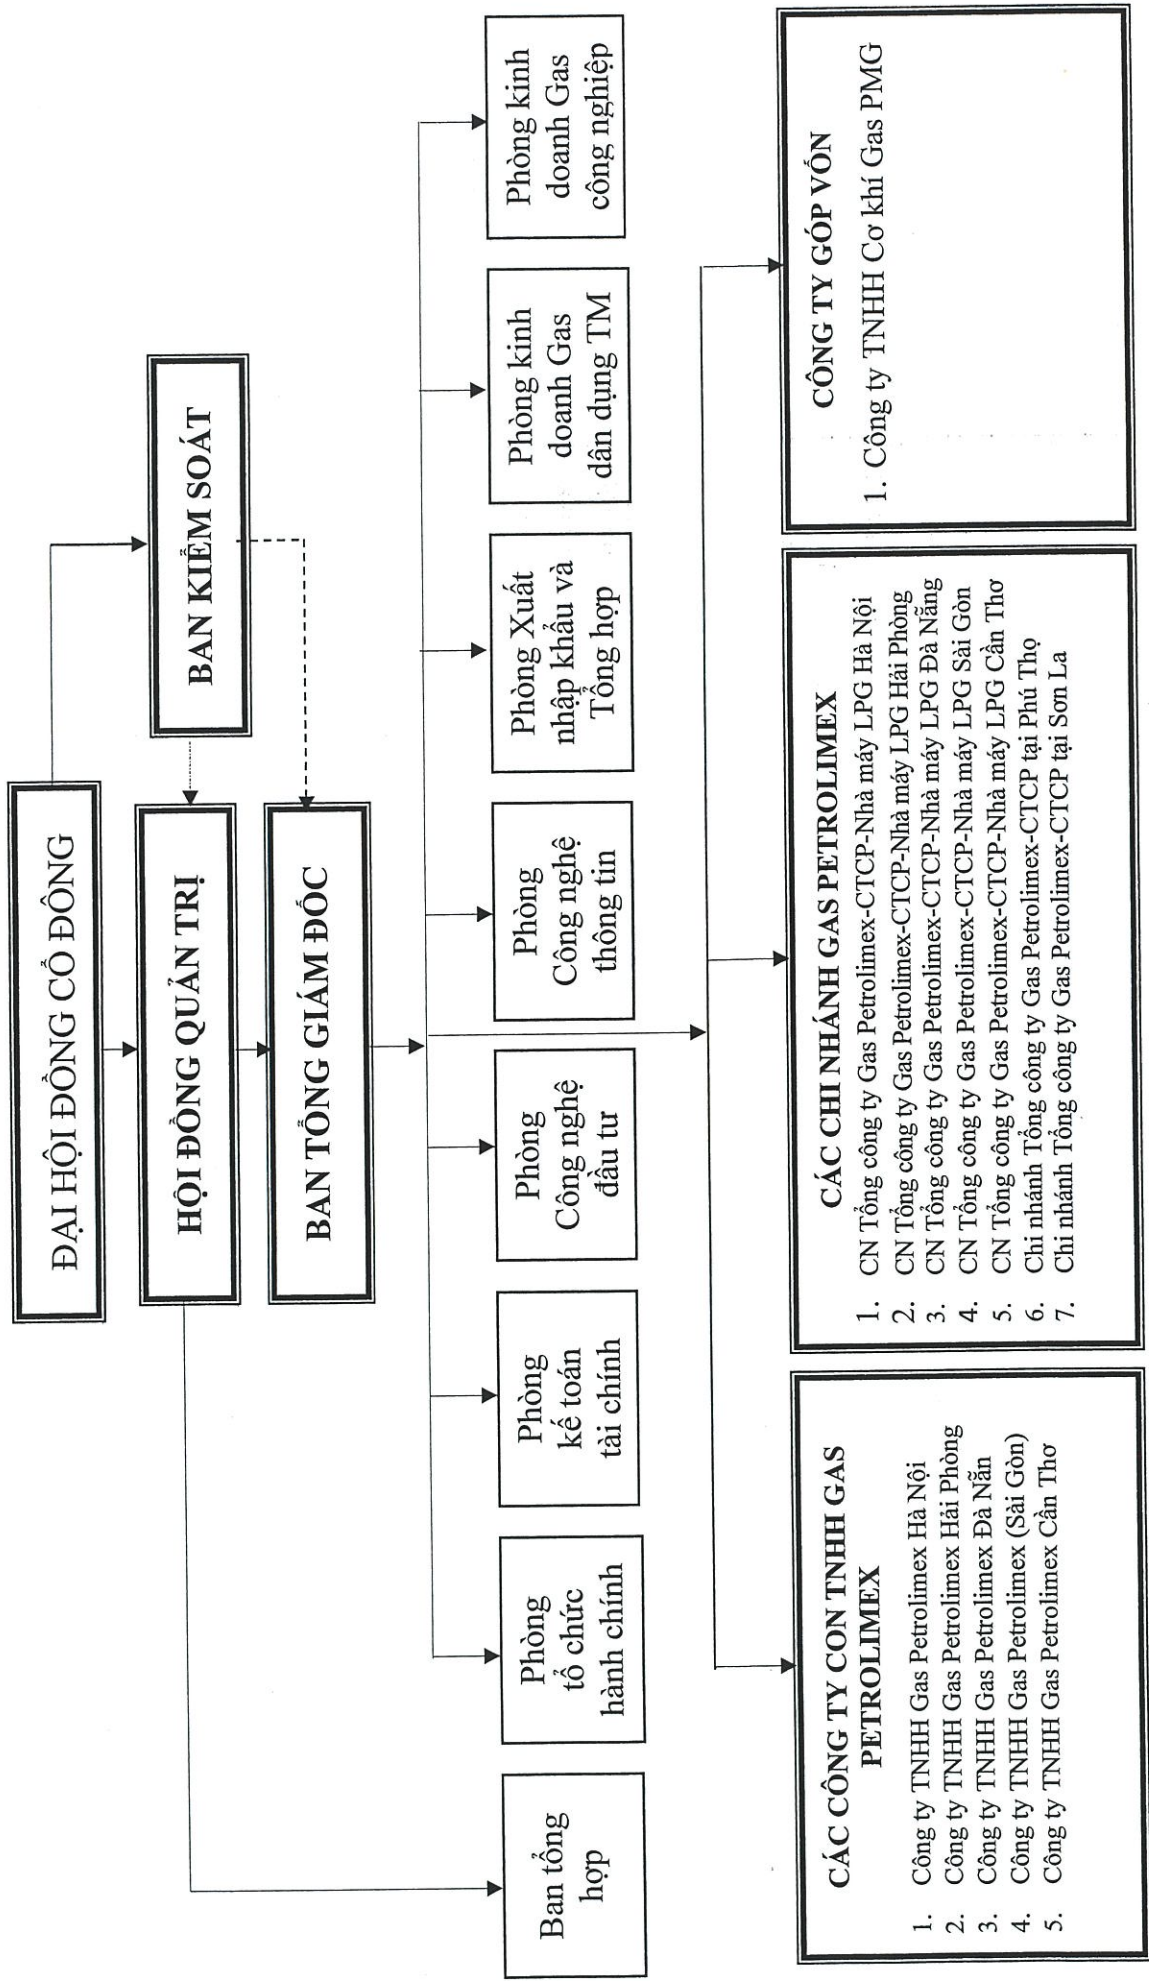 ĐẠI HỘI ĐỒNG CỔ ĐÔNG
BAN KIỂM SOÁT
HỘI ĐỒNG QUẢN TRỊ
BAN TỔNG GIÁM ĐỐC
Ban tổng
hợp
Phòng
tổ chức
hành chính
Phòng
kế toán
tài chính
Phòng
Công nghệ
đầu tư
Phòng
Công nghệ
thông tin
Phòng Xuất
nhập khẩu và
Tổng hợp
Phòng kinh
doanh Gas
dân dụng TM
Phòng kinh
doanh Gas
công nghiệp
CÁC CÔNG TY CON TNHH GAS
PETROLIMEX
1. Công ty TNHH Gas Petrolimex Hà Nội
2. Công ty TNHH Gas Petrolimex Hải Phòng
3. Công ty TNHH Gas Petrolimex Đà Nẵn
4. Công ty TNHH Gas Petrolimex (Sài Gòn)
5. Công ty TNHH Gas Petrolimex Cần Thơ
CÁC CHI NHÁNH GAS PETROLIMEX
1. CN Tổng công ty Gas Petrolimex-CTCP-Nhà máy LPG Hà Nội
2. CN Tổng công ty Gas Petrolimex-CTCP-Nhà máy LPG Hải Phòng
3. CN Tổng công ty Gas Petrolimex-CTCP-Nhà máy LPG Đà Nẵng
4. CN Tổng công ty Gas Petrolimex-CTCP-Nhà máy LPG Sài Gòn
5. CN Tổng công ty Gas Petrolimex-CTCP-Nhà máy LPG Cần Thơ
6. Chi nhánh Tổng công ty Gas Petrolimex-CTCP tại Phú Thọ
7. Chi nhánh Tổng công ty Gas Petrolimex-CTCP tại Sơn La
CÔNG TY GÓP VỐN
1. Công ty TNHH Cơ khí Gas PMG